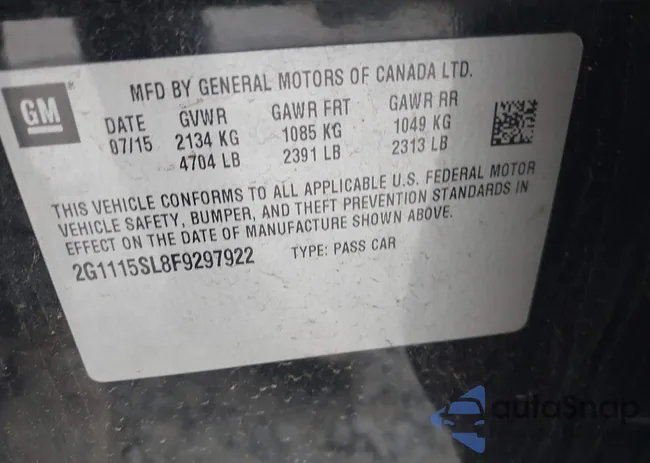 MFD BY GENERAL MOTORS OF CANADA LTD.
GM®
DATE GVWR GAWR FRT GAWR RR
07/15 2134 KG 1085 KG 1049 KG
4704 LB 2391 LB 2313 LB
THIS VEHICLE CONFORMS TO ALL APPLICABLE U.S. FEDERAL MOTOR
VEHICLE SAFETY, BUMPER, AND THEFT PREVENTION STANDARDS IN
EFFECT ON THE DATE OF MANUFACTURE SHOWN ABOVE.
2G1115SL8F9297922 TYPE: PASS CAR
autoSnap